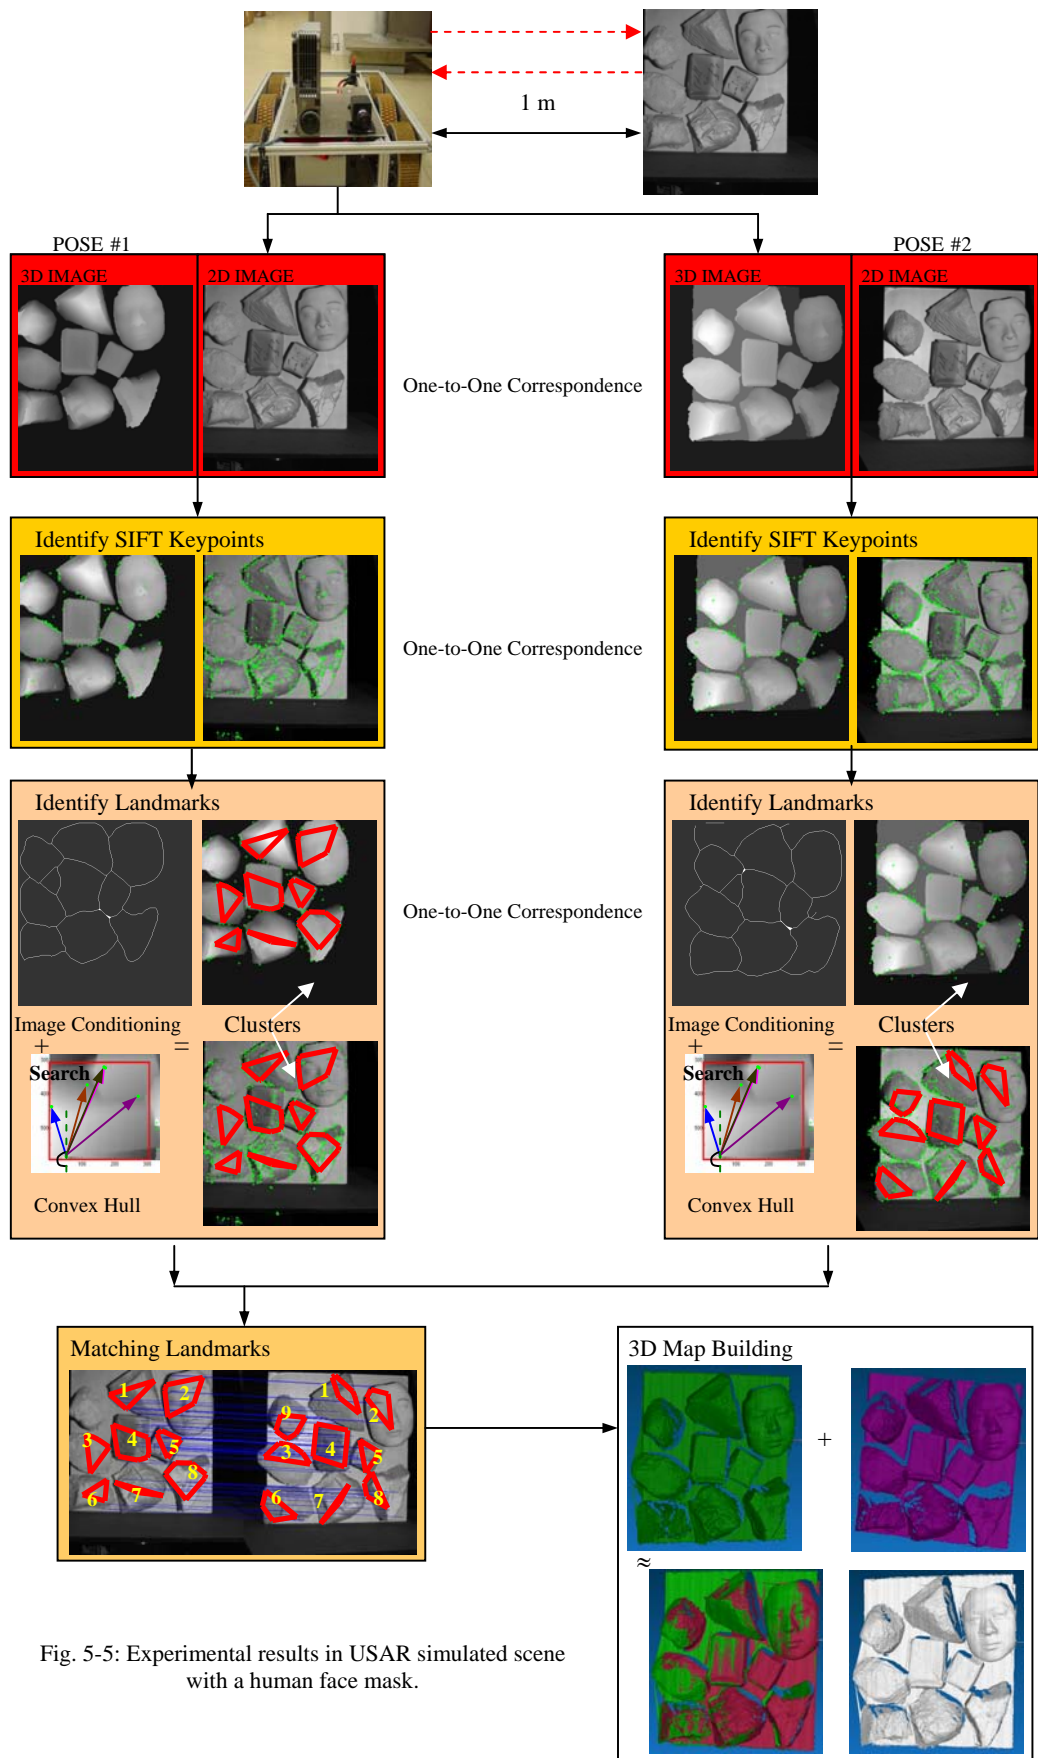 1 m
POSE #1
POSE #2
3D IMAGE
2D IMAGE
3D IMAGE
2D IMAGE
One-to-One Correspondence
Identify SIFT Keypoints
Identify SIFT Keypoints
One-to-One Correspondence
Identify Landmarks
Identify Landmarks
One-to-One Correspondence
Image Conditioning
Clusters
+
=
Search
Convex Hull
Image Conditioning
Clusters
+
=
Search
Convex Hull
Matching Landmarks
1
2
3
4
5
6
7
8
1
2
9
3
4
5
6
7
8
3D Map Building
+
≈
Fig. 5-5: Experimental results in USAR simulated scene
with a human face mask.